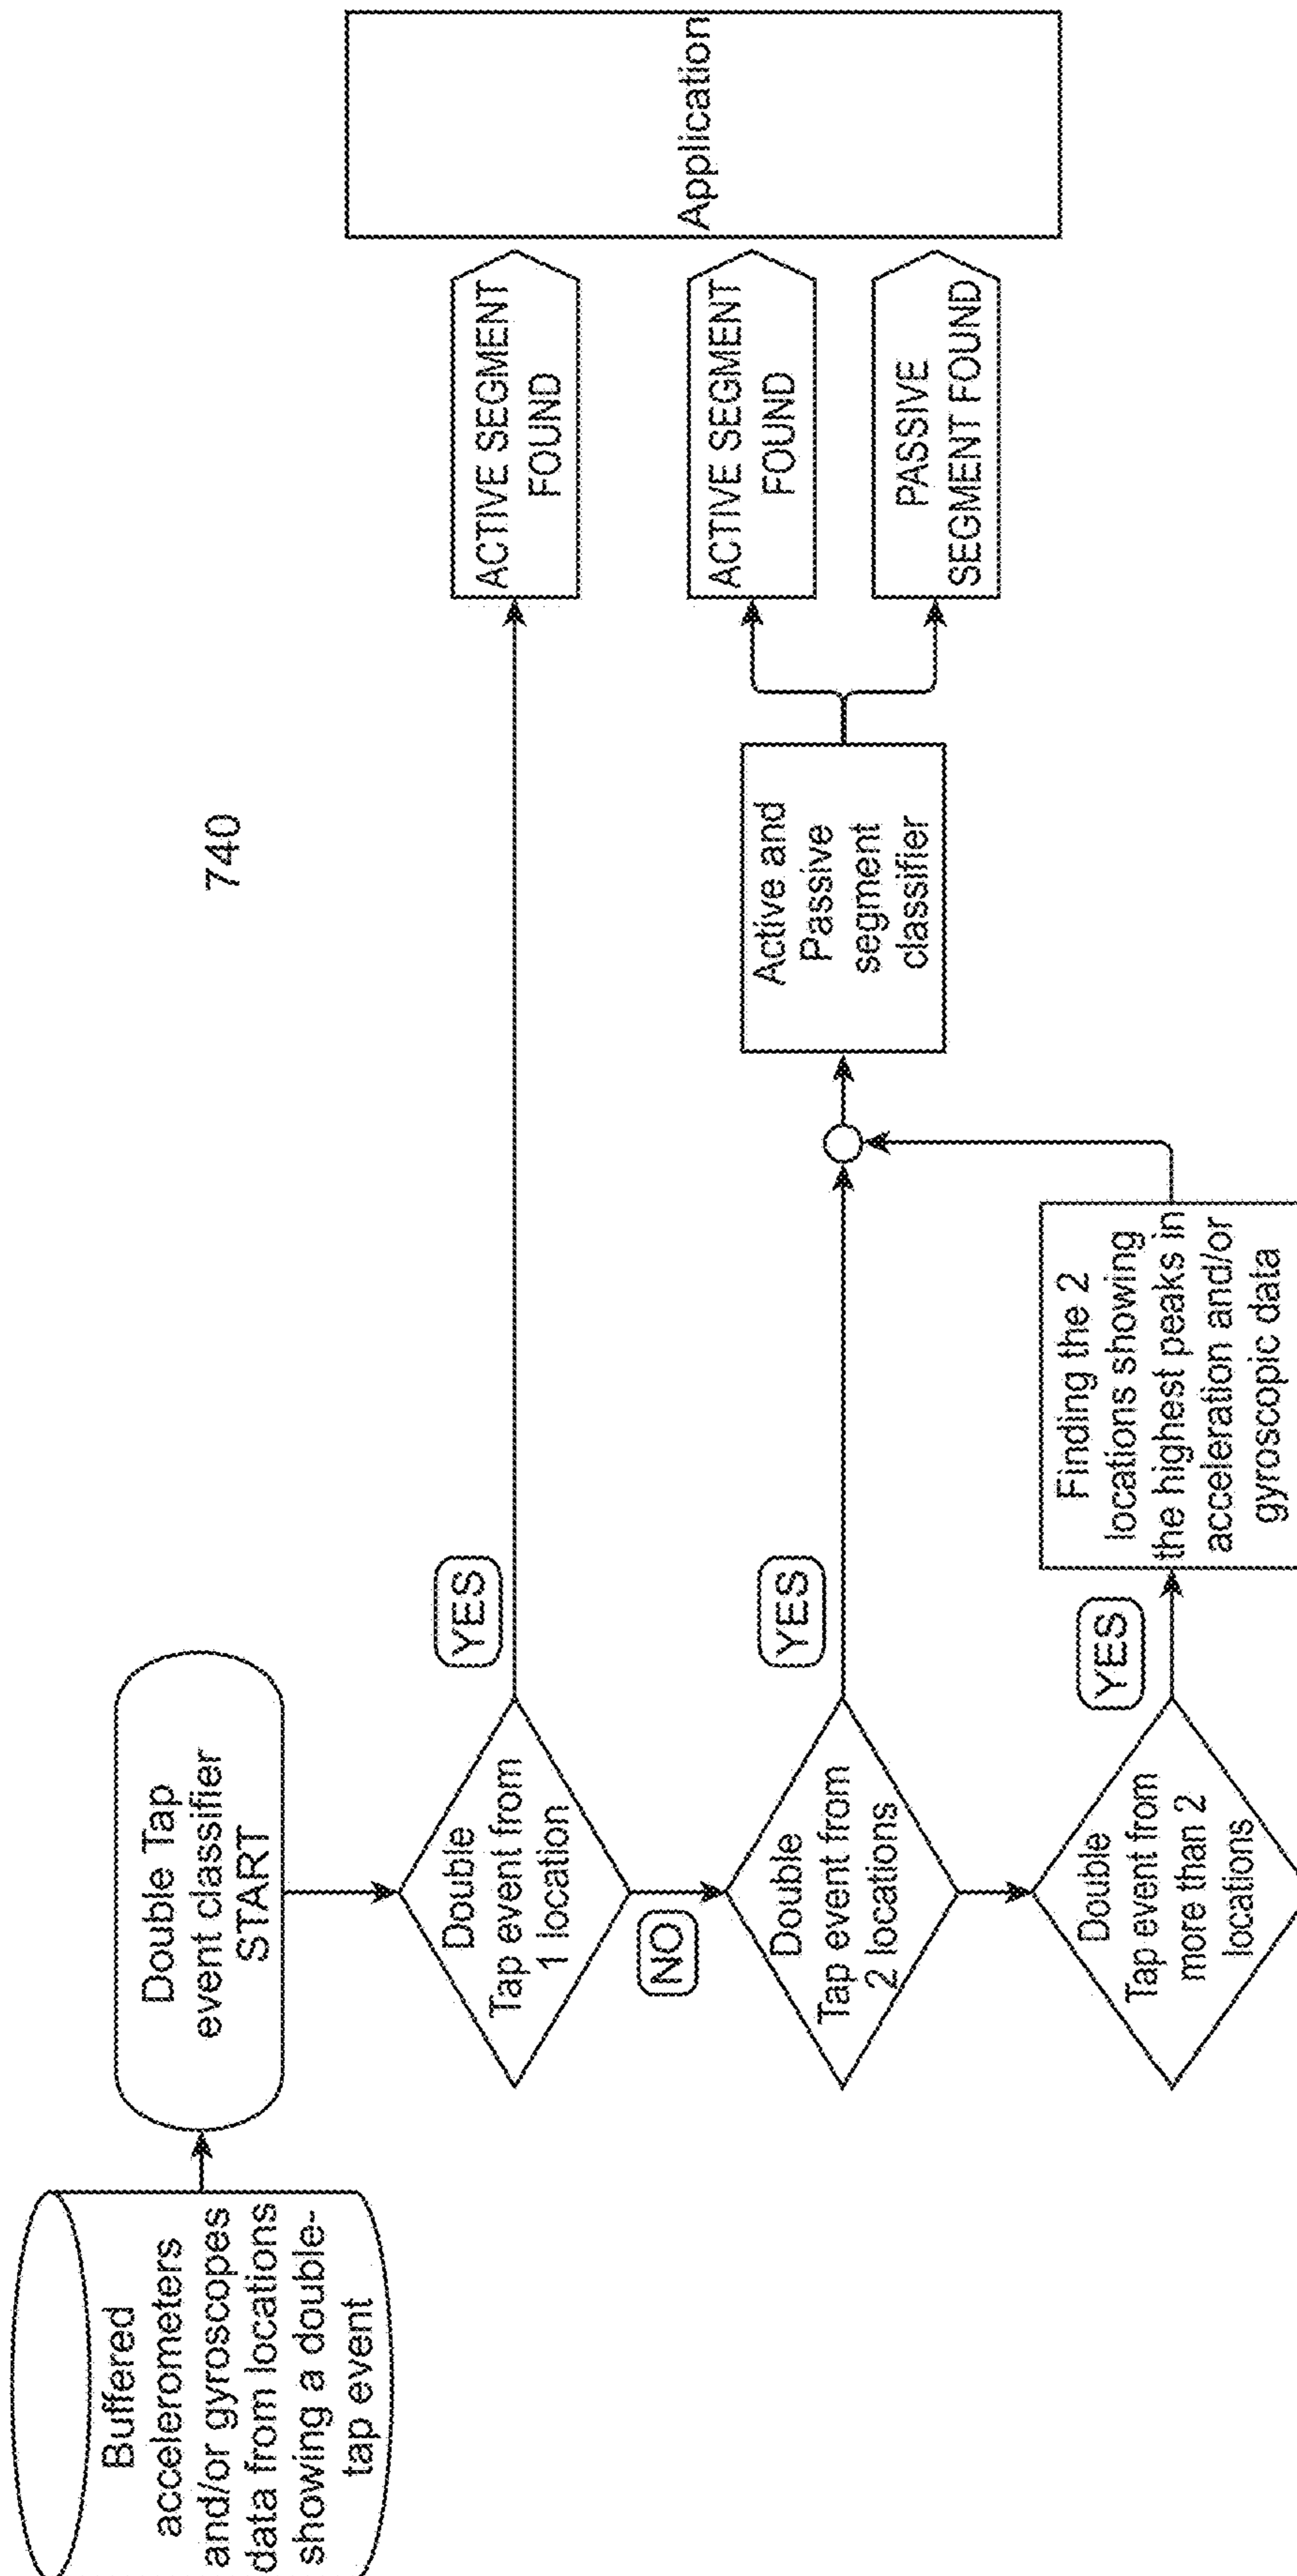 740
Buffered
accelerometers
and/or gyroscopes
data from locations
showing a double-
tap event
Double Tap
event classifier
START
Double
Tap event from
1 location
YES
ACTIVE SEGMENT
FOUND
NO
Double
Tap event from
2 locations
YES
Active and
Passive
segment
classifier
ACTIVE SEGMENT
FOUND
PASSIVE
SEGMENT FOUND
Double
Tap event from
more than 2
locations
YES
Finding the 2
locations showing
the highest peaks in
acceleration and/or
gyroscopic data
Application